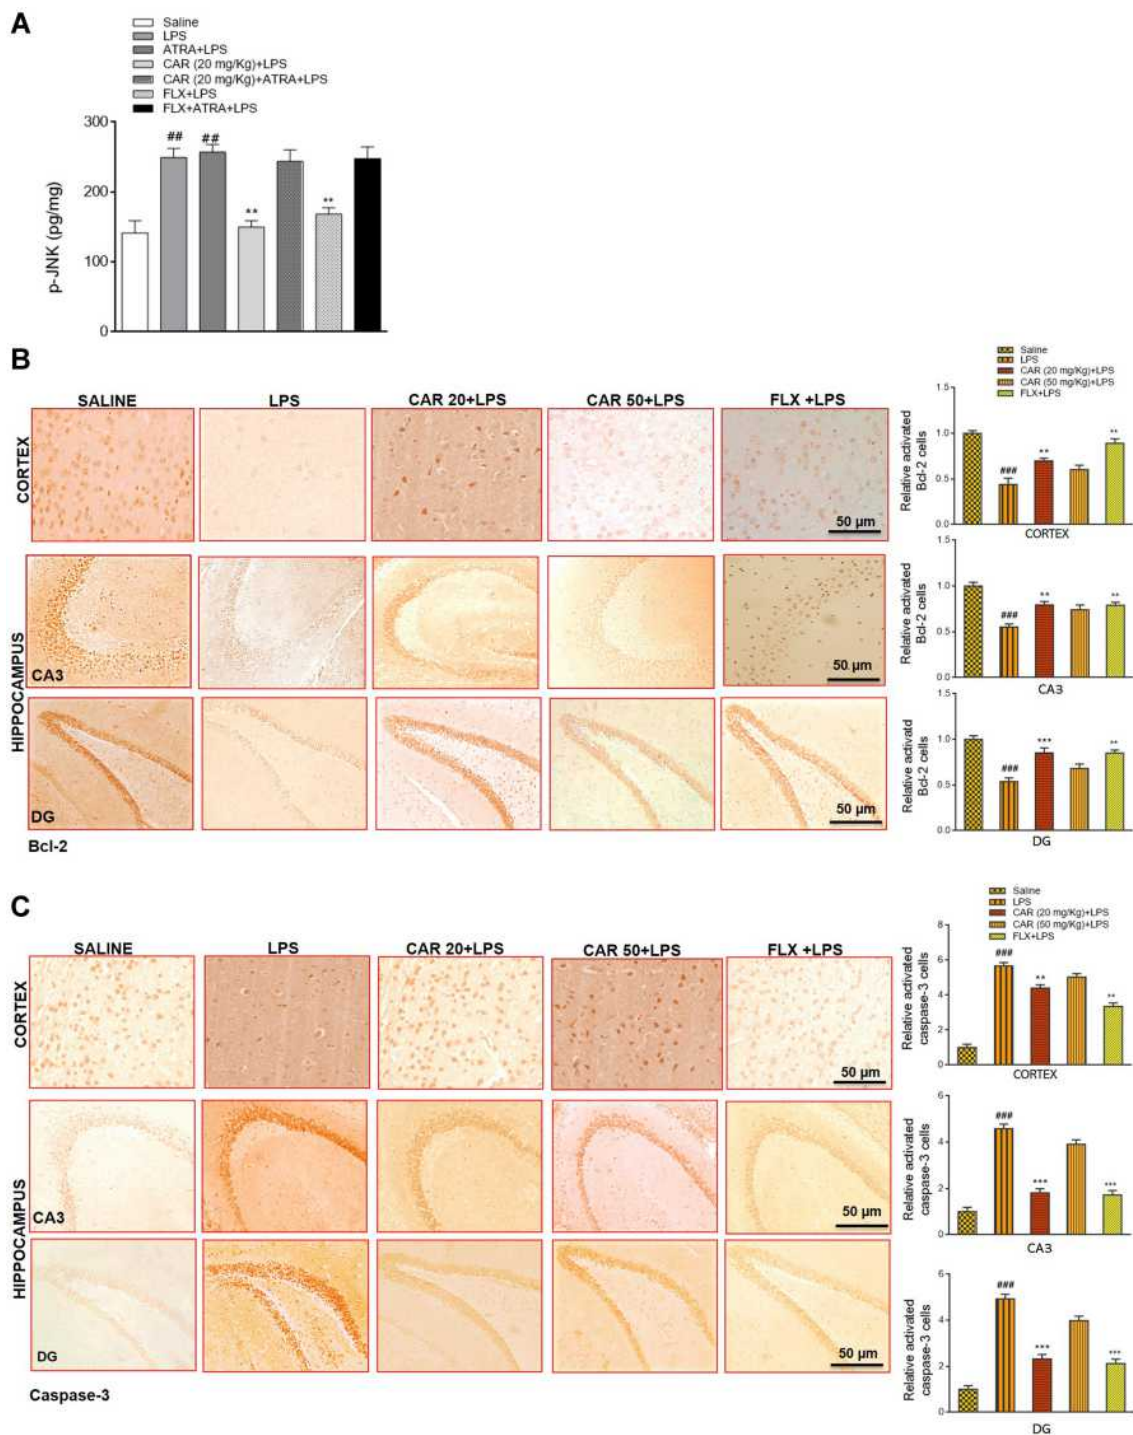 A
Saline
LPS
ATRA+LPS
CAR (20 mg/Kg)+LPS
CAR (20 mg/Kg)+ATRA+LPS
FLX+LPS
FLX+ATRA+LPS
300
200
100
0
p-JNK (pg/mg)
## ##
** **
B
SALINE LPS CAR 20+LPS CAR 50+LPS FLX +LPS
CORTEX
50 µm
HIPPOCAMPUS
CA3
50 µm
DG
50 µm
Bcl-2
Saline
LPS
CAR (20 mg/Kg)+LPS
CAR (50 mg/Kg)+LPS
FLX+LPS
Relative activated
Bcl-2 cells
1.5
1.0
0.5
0.0
### ** **
CORTEX
Relative activated
Bcl-2 cells
1.5
1.0
0.5
0.0
### ** **
CA3
Relative activatd
Bcl-2 cells
1.5
1.0
0.5
0.0
### *** **
DG
C
SALINE LPS CAR 20+LPS CAR 50+LPS FLX +LPS
CORTEX
50 µm
HIPPOCAMPUS
CA3
50 µm
DG
50 µm
Caspase-3
Saline
LPS
CAR (20 mg/Kg)+LPS
CAR (50 mg/Kg)+LPS
FLX+LPS
Relative activated
caspase-3 cells
8
6
4
2
0
### ** **
CORTEX
Relative activated
caspase-3 cells
6
4
2
0
### *** ***
CA3
Relative activated
caspase-3 cells
6
4
2
0
### *** ***
DG